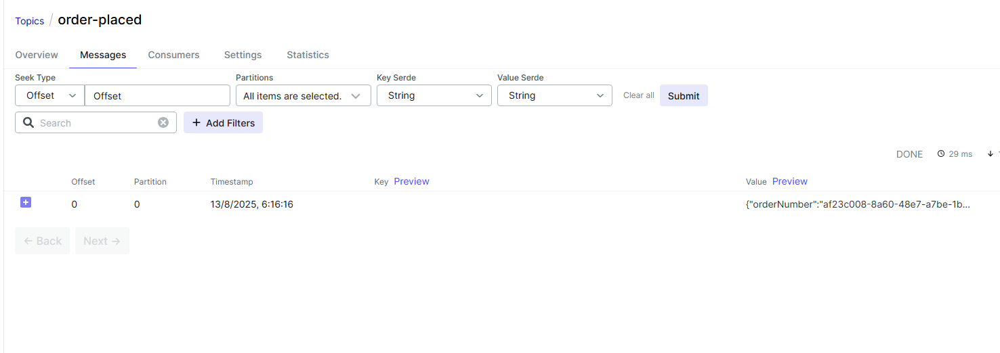 Topics / order-placed
Overview Messages Consumers Settings Statistics
Seek Type Partitions Key Serde Value Serde
Offset Offset All items are selected. String String Clear all Submit
Search + Add Filters
DONE 29 ms
Offset Partition Timestamp Key Preview Value Preview
0 0 13/8/2025, 6:16:16 {"orderNumber":"af23c008-8a60-48e7-a7be-1b...
← Back Next →